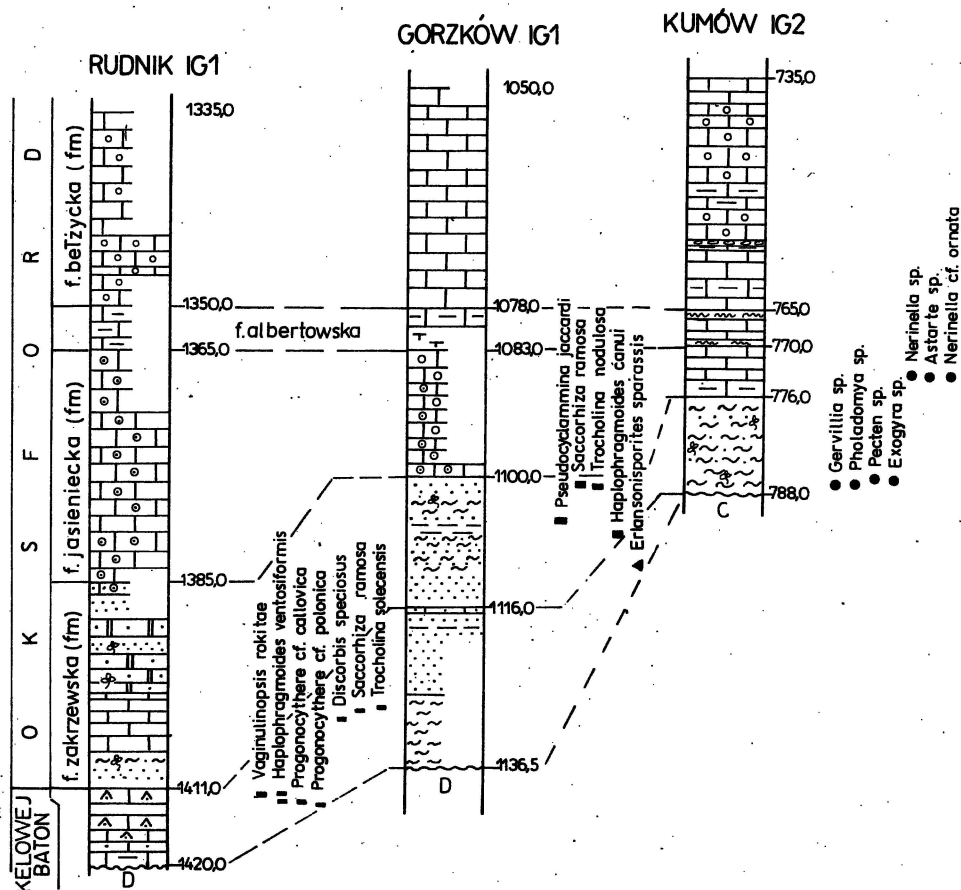 RUDNIK IG1
GORZKÓW IG1
KUMÓW IG2
1335,0
1350,0
1365,0
1385,0
1411,0
1420,0
D
OKSFORD
KELOWEJ
BATON
f. bełżycka (fm)
f. jasieniecka (fm)
f. zakrzewska (fm)
f. albertowska
Vaginulinopsis rokitae
Haplophragmoides ventosiformis
Progonocythere cf. callovica
Progonocythere cf. polonica
Discorbis speciosus
Saccorhiza ramosa
Trocholina solecensis
1050,0
1078,0
1083,0
1100,0
1116,0
1136,5
D
Pseudocyclammina jaccardi
Saccorhiza ramosa
Trocholina nodulosa
Haplophragmoides canui
Erlansonisporites sparassis
735,0
765,0
770,0
776,0
788,0
C
Gervillia sp.
Pholadomya sp.
Pecten sp.
Exogyra sp.
Nerinella sp.
Astarte sp.
Nerinella cf. ornata